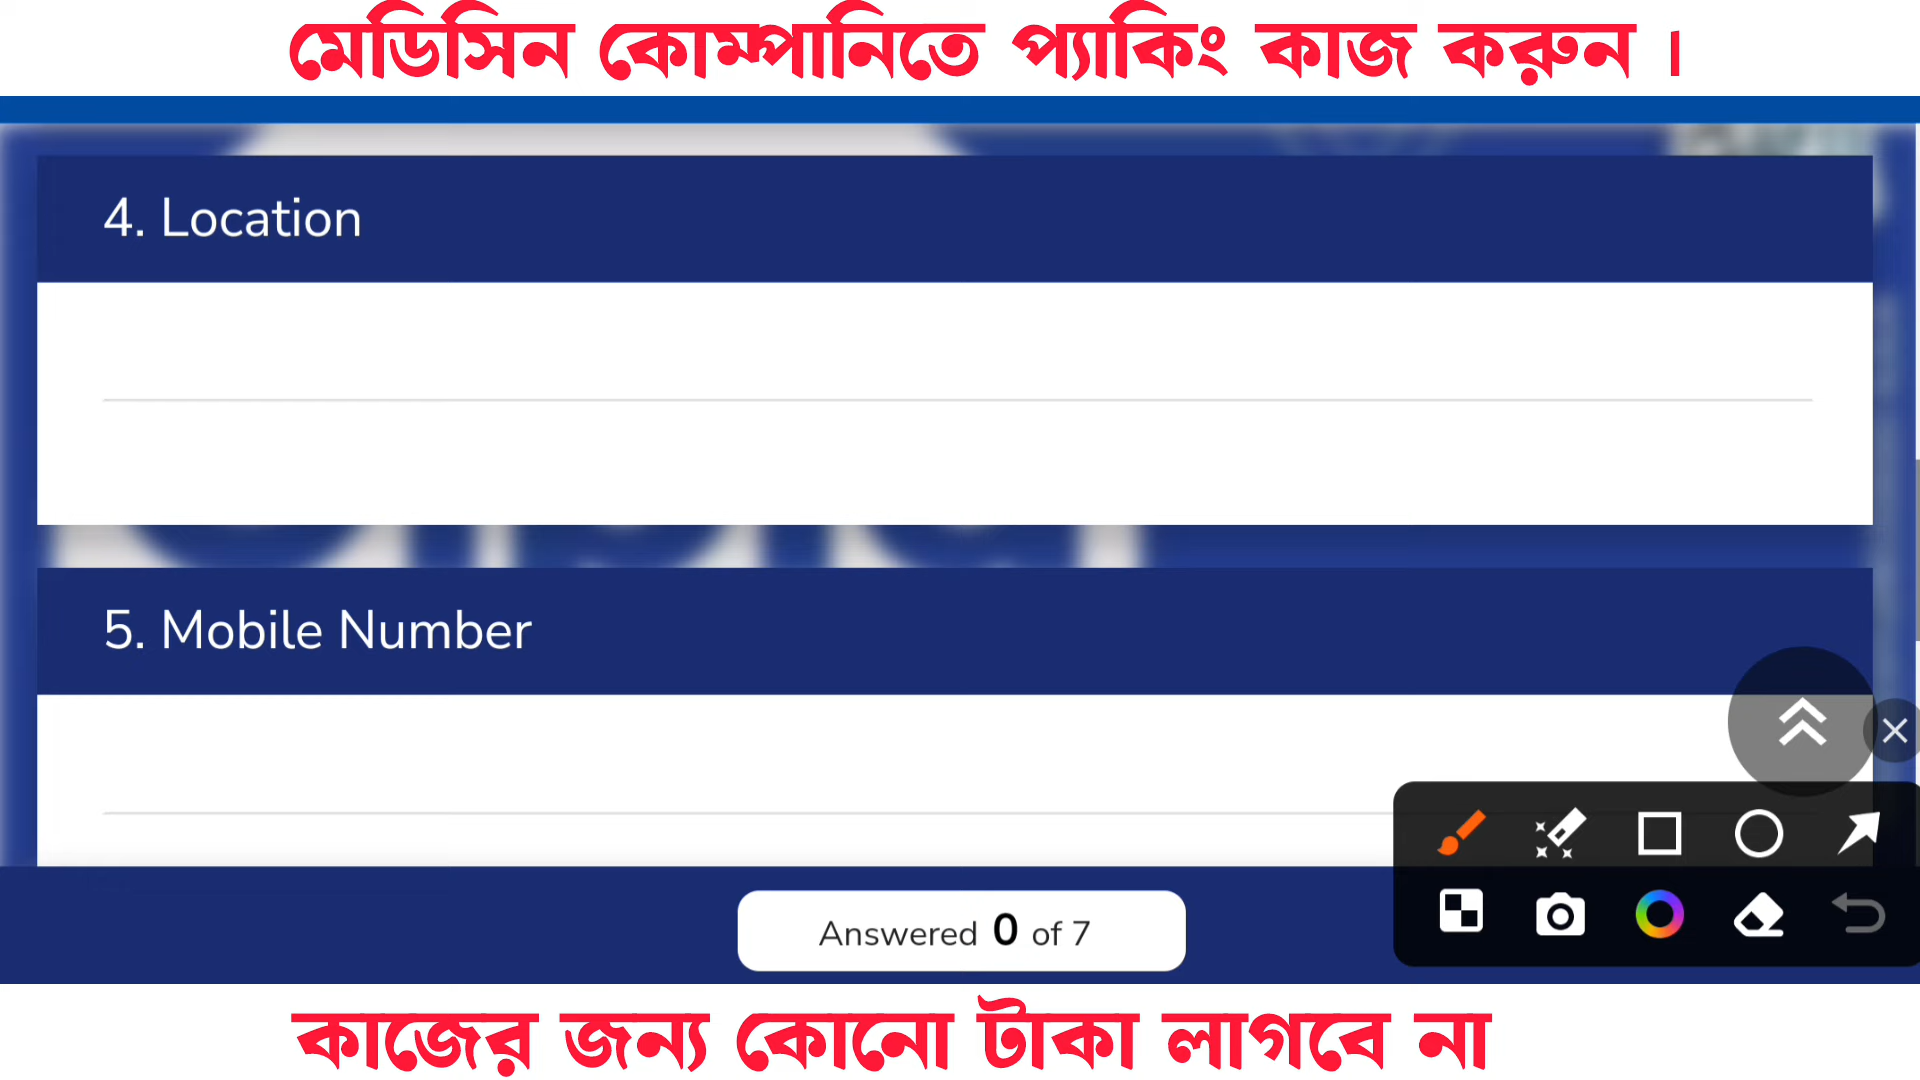 মেডিসিন কোম্পানিতে প্যাকিং কাজ করুন ।
4. Location
5. Mobile Number
Answered 0 of 7
কাজের জন্য কোনো টাকা লাগবে না